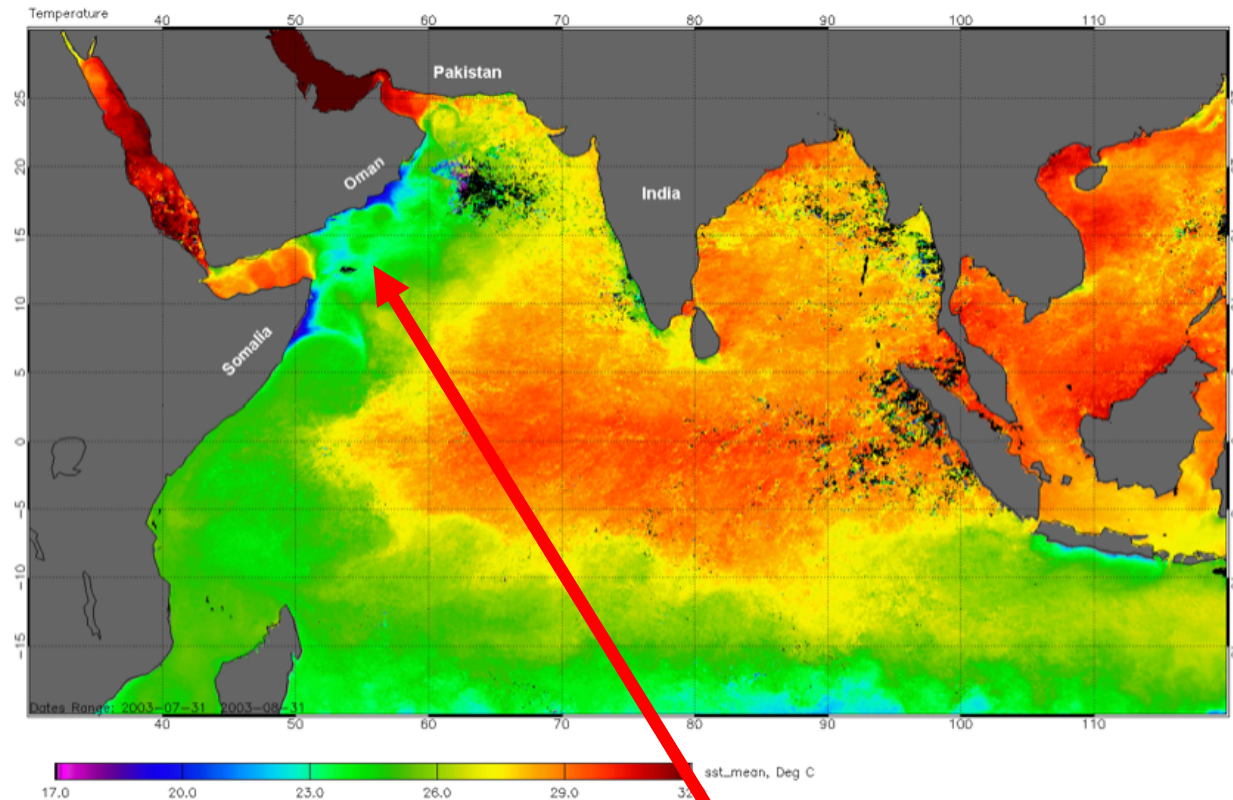 Temperature
40 50 60 70 80 90 100 110
Pakistan
25
Oman
20
India
15
10
Somalia
5
0
-5
-10
-15
Dates Range: 2003-07-31 2003-08-31
40 50 60 70 80 90 100 110
sst_mean, Deg C
17.0 20.0 23.0 26.0 29.0 32